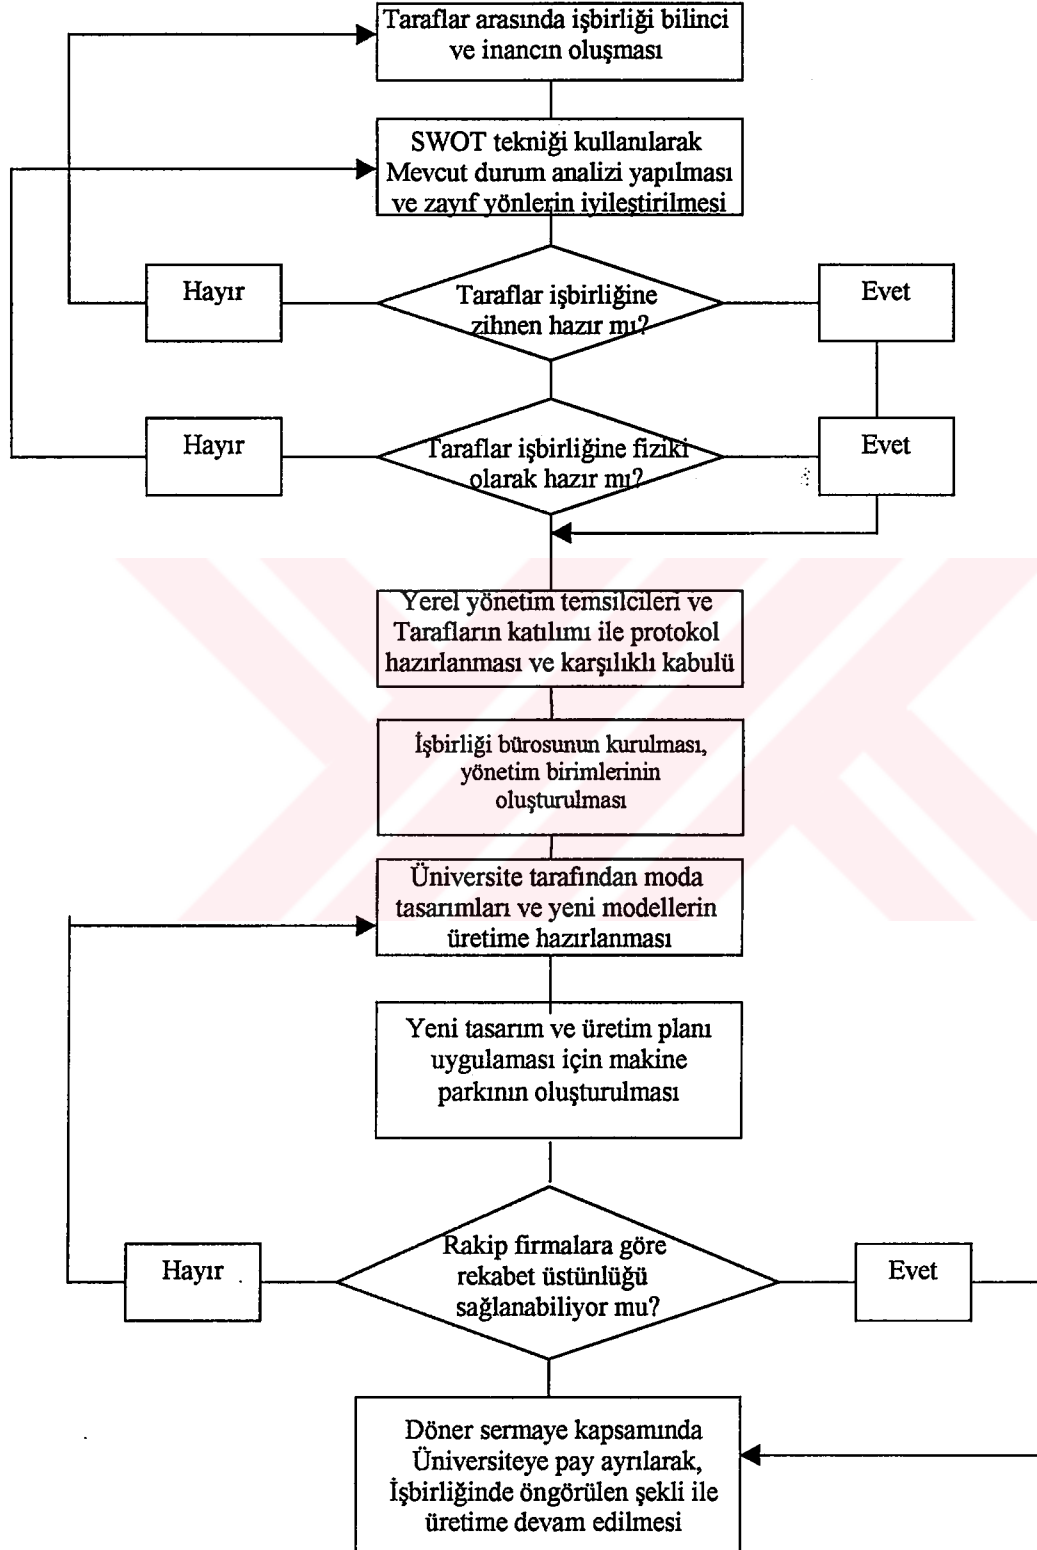 Taraflar arasında işbirliği bilinci
ve inancın oluşması
SWOT tekniği kullanılarak
Mevcut durum analizi yapılması
ve zayıf yönlerin iyileştirilmesi
Hayır
Taraflar işbirliğine
zihnen hazır mı?
Evet
Hayır
Taraflar işbirliğine fiziki
olarak hazır mı?
Evet
Yerel yönetim temsilcileri ve
Tarafların katılımı ile protokol
hazırlanması ve karşılıklı kabulü
İşbirliği bürosunun kurulması,
yönetim birimlerinin
oluşturulması
Üniversite tarafından moda
tasarımları ve yeni modellerin
üretime hazırlanması
Yeni tasarım ve üretim planı
uygulaması için makine
parkının oluşturulması
Hayır
Rakip firmalara göre
rekabet üstünlüğü
sağlanabiliyor mu?
Evet
Döner sermaye kapsamında
Üniversiteye pay ayrılarak,
İşbirliğinde öngörülen şekli ile
üretime devam edilmesi